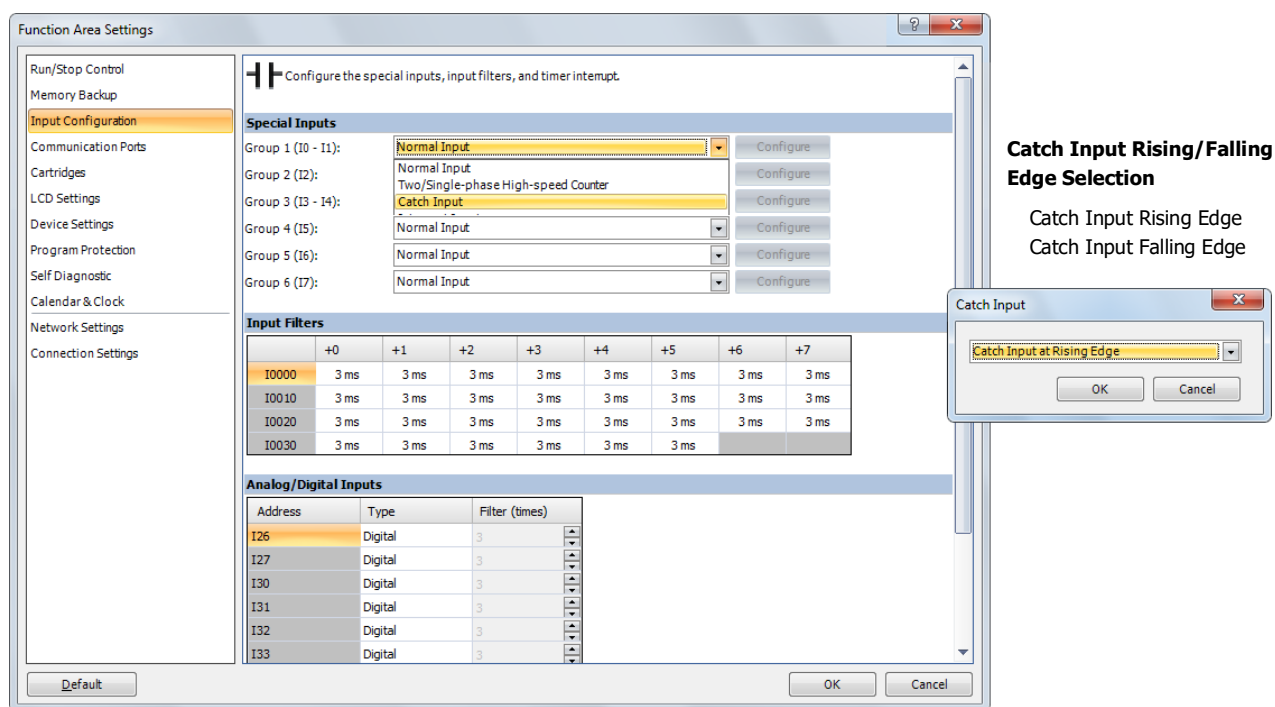 Function Area Settings
?
X
Run/Stop Control
Memory Backup
Input Configuration
Communication Ports
Cartridges
LCD Settings
Device Settings
Program Protection
Self Diagnostic
Calendar & Clock
Network Settings
Connection Settings
Configure the special inputs, input filters, and timer interrupt.
Special Inputs
Group 1 (I0 - I1): Normal Input Configure
Group 2 (I2): Configure
Group 3 (I3 - I4): Configure
Normal Input
Two/Single-phase High-speed Counter
Catch Input
Group 4 (I5): Normal Input Configure
Group 5 (I6): Normal Input Configure
Group 6 (I7): Normal Input Configure
Input Filters
+0 +1 +2 +3 +4 +5 +6 +7
I0000 3 ms 3 ms 3 ms 3 ms 3 ms 3 ms 3 ms 3 ms
I0010 3 ms 3 ms 3 ms 3 ms 3 ms 3 ms 3 ms 3 ms
I0020 3 ms 3 ms 3 ms 3 ms 3 ms 3 ms 3 ms 3 ms
I0030 3 ms 3 ms 3 ms 3 ms 3 ms 3 ms
Analog/Digital Inputs
Address Type Filter (times)
I26 Digital 3
I27 Digital 3
I30 Digital 3
I31 Digital 3
I32 Digital 3
I33 Digital 3
Default
OK
Cancel
Catch Input Rising/Falling
Edge Selection
Catch Input Rising Edge
Catch Input Falling Edge
Catch Input
X
Catch Input at Rising Edge
OK
Cancel